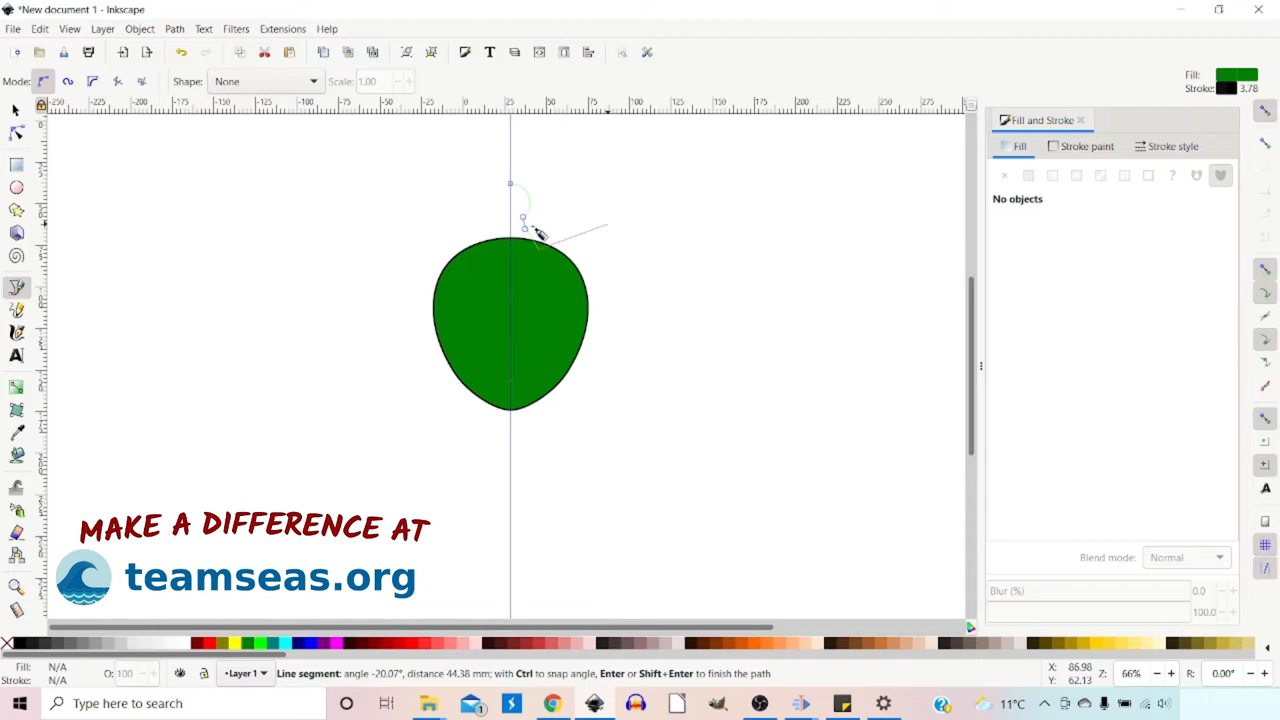 *New document 1 - Inkscape
File Edit View Layer Object Path Text Filters Extensions Help
Mode: Shape: None Scale: 1.00
Fill:
Stroke: 3.78
Fill and Stroke
Fill Stroke paint Stroke style
No objects
MAKE A DIFFERENCE AT
teamseas.org
Blend mode: Normal
Blur (%) 0.0
100.0
Fill: N/A
Stroke: N/A
O: 100
Layer 1
Line segment: angle -20.07°, distance 44.38 mm; with Ctrl to snap angle, Enter or Shift+Enter to finish the path
X: 86.98
Y: 62.13
Z: 66%
R: 0.00°
Type here to search
11°C